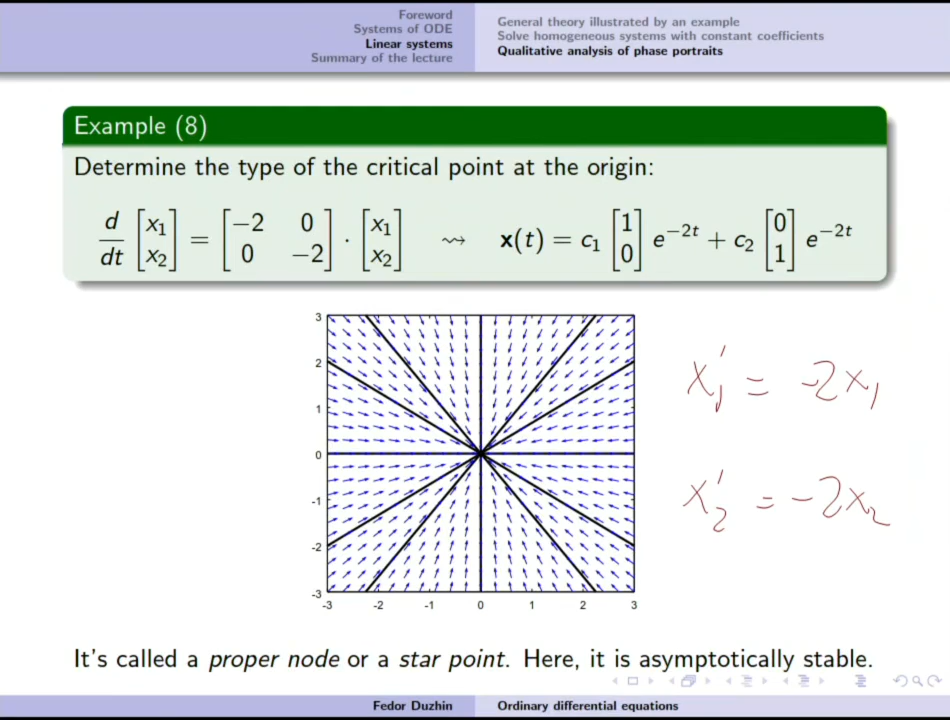 Foreword
Systems of ODE
Linear systems
Summary of the lecture
General theory illustrated by an example
Solve homogeneous systems with constant coefficients
Qualitative analysis of phase portraits
Example (8)
Determine the type of the critical point at the origin:
d/dt [x₁ x₂] = [−2 0 0 −2] · [x₁ x₂] ⇝ x(t) = c₁ [1 0] e^{−2t} + c₂ [0 1] e^{−2t}
3
2
1
0
-1
-2
-3
-3 -2 -1 0 1 2 3
x₁' = -2x₁
x₂' = -2x₂
It's called a proper node or a star point. Here, it is asymptotically stable.
Fedor Duzhin Ordinary differential equations